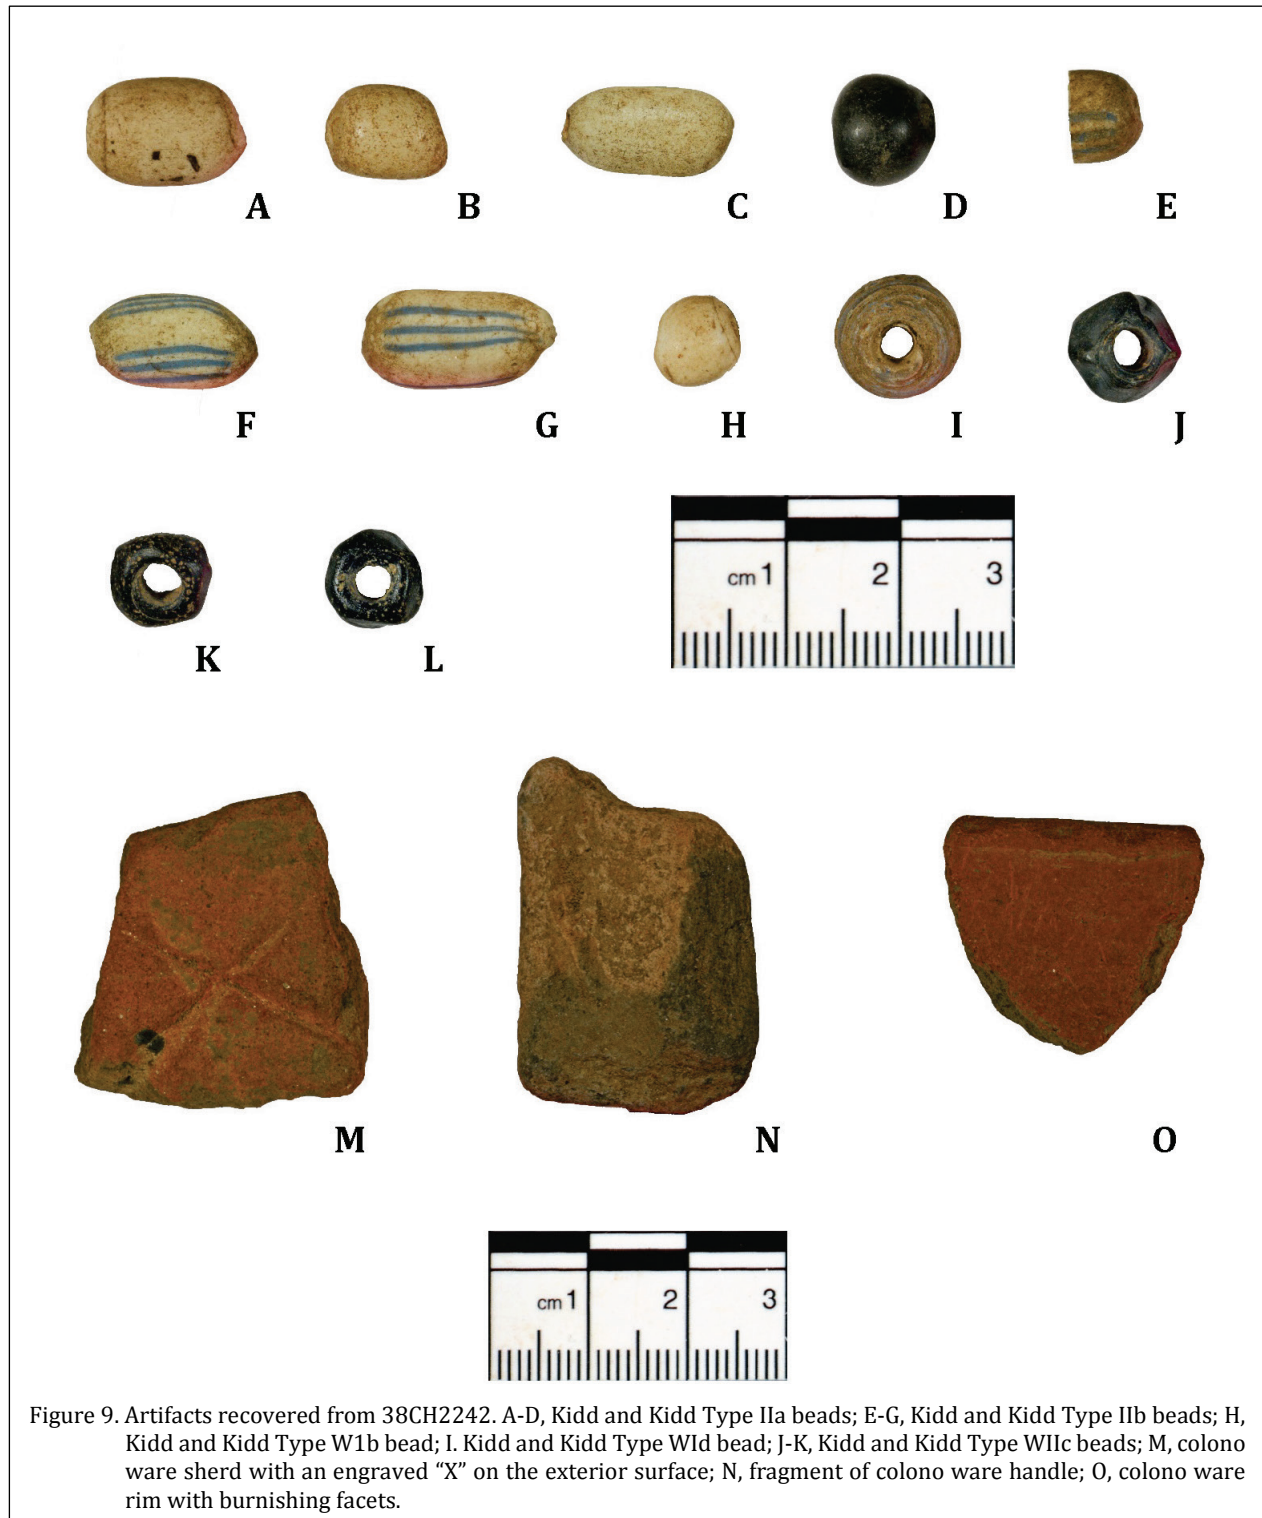 A B C D E
F G H I J
cm 1 2 3
K L
M N O
cm 1 2 3
Figure 9. Artifacts recovered from 38CH2242. A-D, Kidd and Kidd Type IIa beads; E-G, Kidd and Kidd Type IIb beads; H,
Kidd and Kidd Type W1b bead; I. Kidd and Kidd Type WId bead; J-K, Kidd and Kidd Type WIIc beads; M, colono
ware sherd with an engraved “X” on the exterior surface; N, fragment of colono ware handle; O, colono ware
rim with burnishing facets.